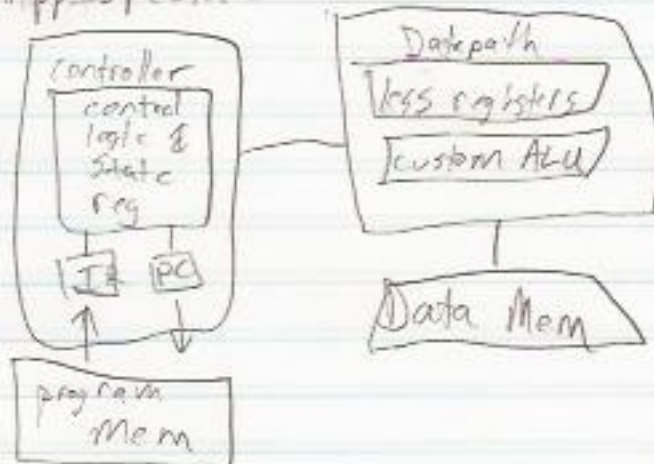 controller
control
logic &
state
reg
IR
PC
program
Mem
Datapath
less registers
custom ALU
Data Mem